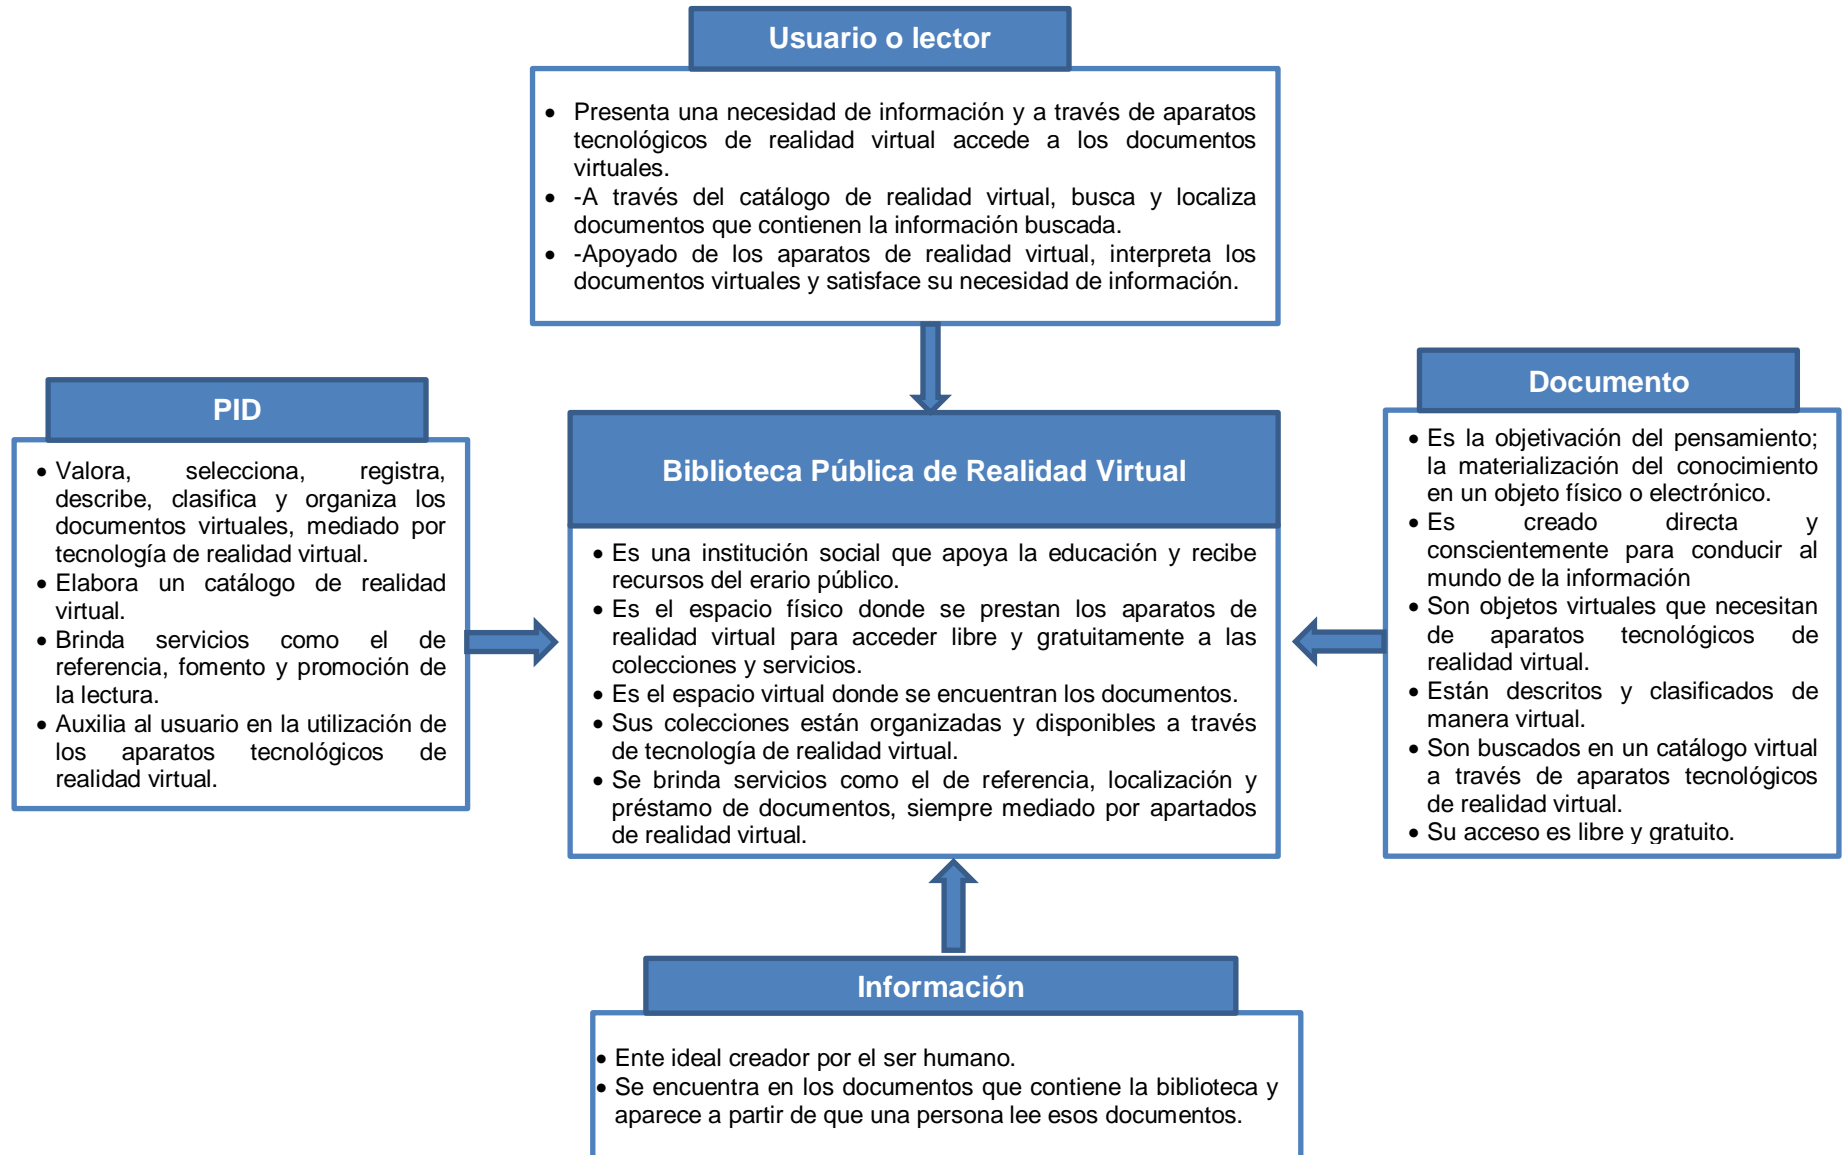 Usuario o lector
• Presenta una necesidad de información y a través de aparatos
tecnológicos de realidad virtual accede a los documentos
virtuales.
• -A través del catálogo de realidad virtual, busca y localiza
documentos que contienen la información buscada.
• -Apoyado de los aparatos de realidad virtual, interpreta los
documentos virtuales y satisface su necesidad de información.
PID
• Valora, selecciona, registra,
describe, clasifica y organiza los
documentos virtuales, mediado por
tecnología de realidad virtual.
• Elabora un catálogo de realidad
virtual.
• Brinda servicios como el de
referencia, fomento y promoción de
la lectura.
• Auxilia al usuario en la utilización de
los aparatos tecnológicos de
realidad virtual.
Biblioteca Pública de Realidad Virtual
• Es una institución social que apoya la educación y recibe
recursos del erario público.
• Es el espacio físico donde se prestan los aparatos de
realidad virtual para acceder libre y gratuitamente a las
colecciones y servicios.
• Es el espacio virtual donde se encuentran los documentos.
• Sus colecciones están organizadas y disponibles a través
de tecnología de realidad virtual.
• Se brinda servicios como el de referencia, localización y
préstamo de documentos, siempre mediado por apartados
de realidad virtual.
Documento
• Es la objetivación del pensamiento;
la materialización del conocimiento
en un objeto físico o electrónico.
• Es creado directa y
conscientemente para conducir al
mundo de la información
• Son objetos virtuales que necesitan
de aparatos tecnológicos de
realidad virtual.
• Están descritos y clasificados de
manera virtual.
• Son buscados en un catálogo virtual
a través de aparatos tecnológicos
de realidad virtual.
• Su acceso es libre y gratuito.
Información
• Ente ideal creador por el ser humano.
• Se encuentra en los documentos que contiene la biblioteca y
aparece a partir de que una persona lee esos documentos.